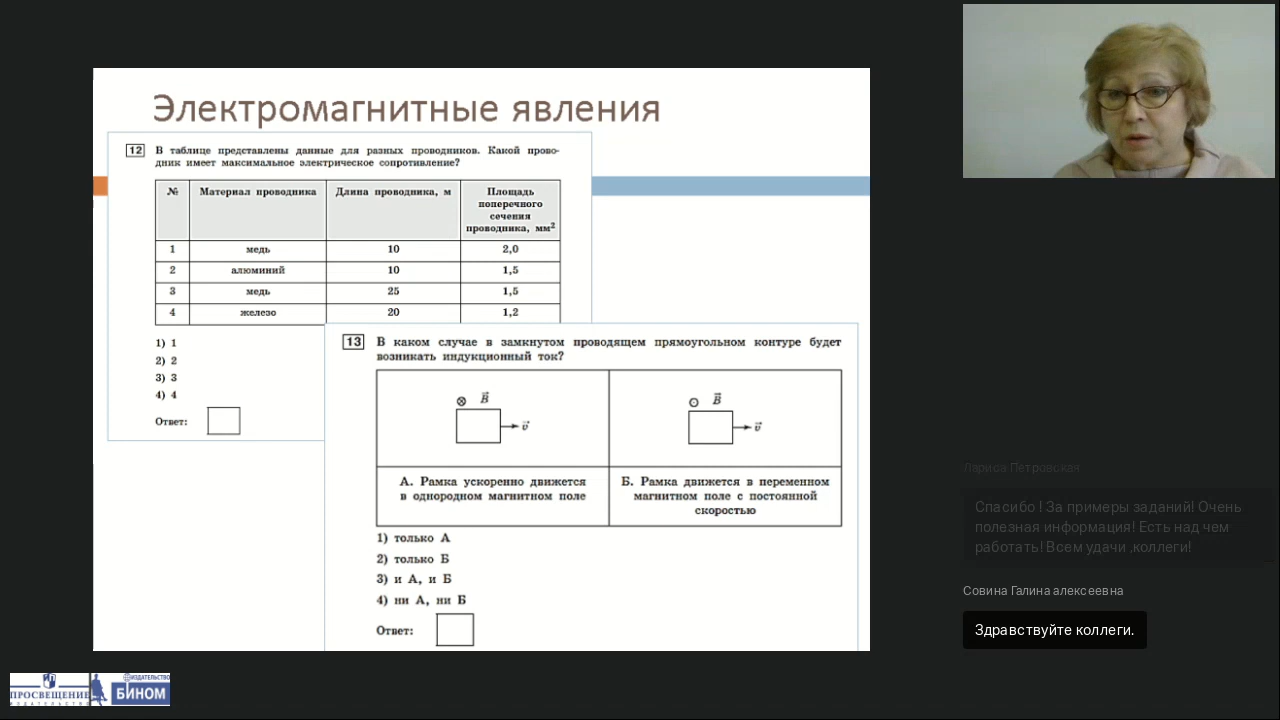 Электромагнитные явления
12 В таблице представлены данные для разных проводников. Какой прово-
дник имеет максимальное электрическое сопротивление?
№ Материал проводника Длина проводника, м Площадь
поперечного
сечения
проводника, мм²
1 медь 10 2,0
2 алюминий 10 1,5
3 медь 25 1,5
4 железо 20 1,2
1) 1
2) 2
3) 3
4) 4
Ответ:
13 В каком случае в замкнутом проводящем прямоугольном контуре будет
возникать индукционный ток?
B⃗ B⃗
v⃗ v⃗
А. Рамка ускоренно движется
в однородном магнитном поле
Б. Рамка движется в переменном
магнитном поле с постоянной
скоростью
1) только А
2) только Б
3) и А, и Б
4) ни А, ни Б
Ответ:
Лариса Петровская
Спасибо ! За примеры заданий! Очень
полезная информация! Есть над чем
работать! Всем удачи ,коллеги!
Совина Галина алексеевна
Здравствуйте коллеги.
ПРОСВЕЩЕНИЕ
ИЗДАТЕЛЬСТВО
ИЗДАТЕЛЬСТВО
БИНОМ